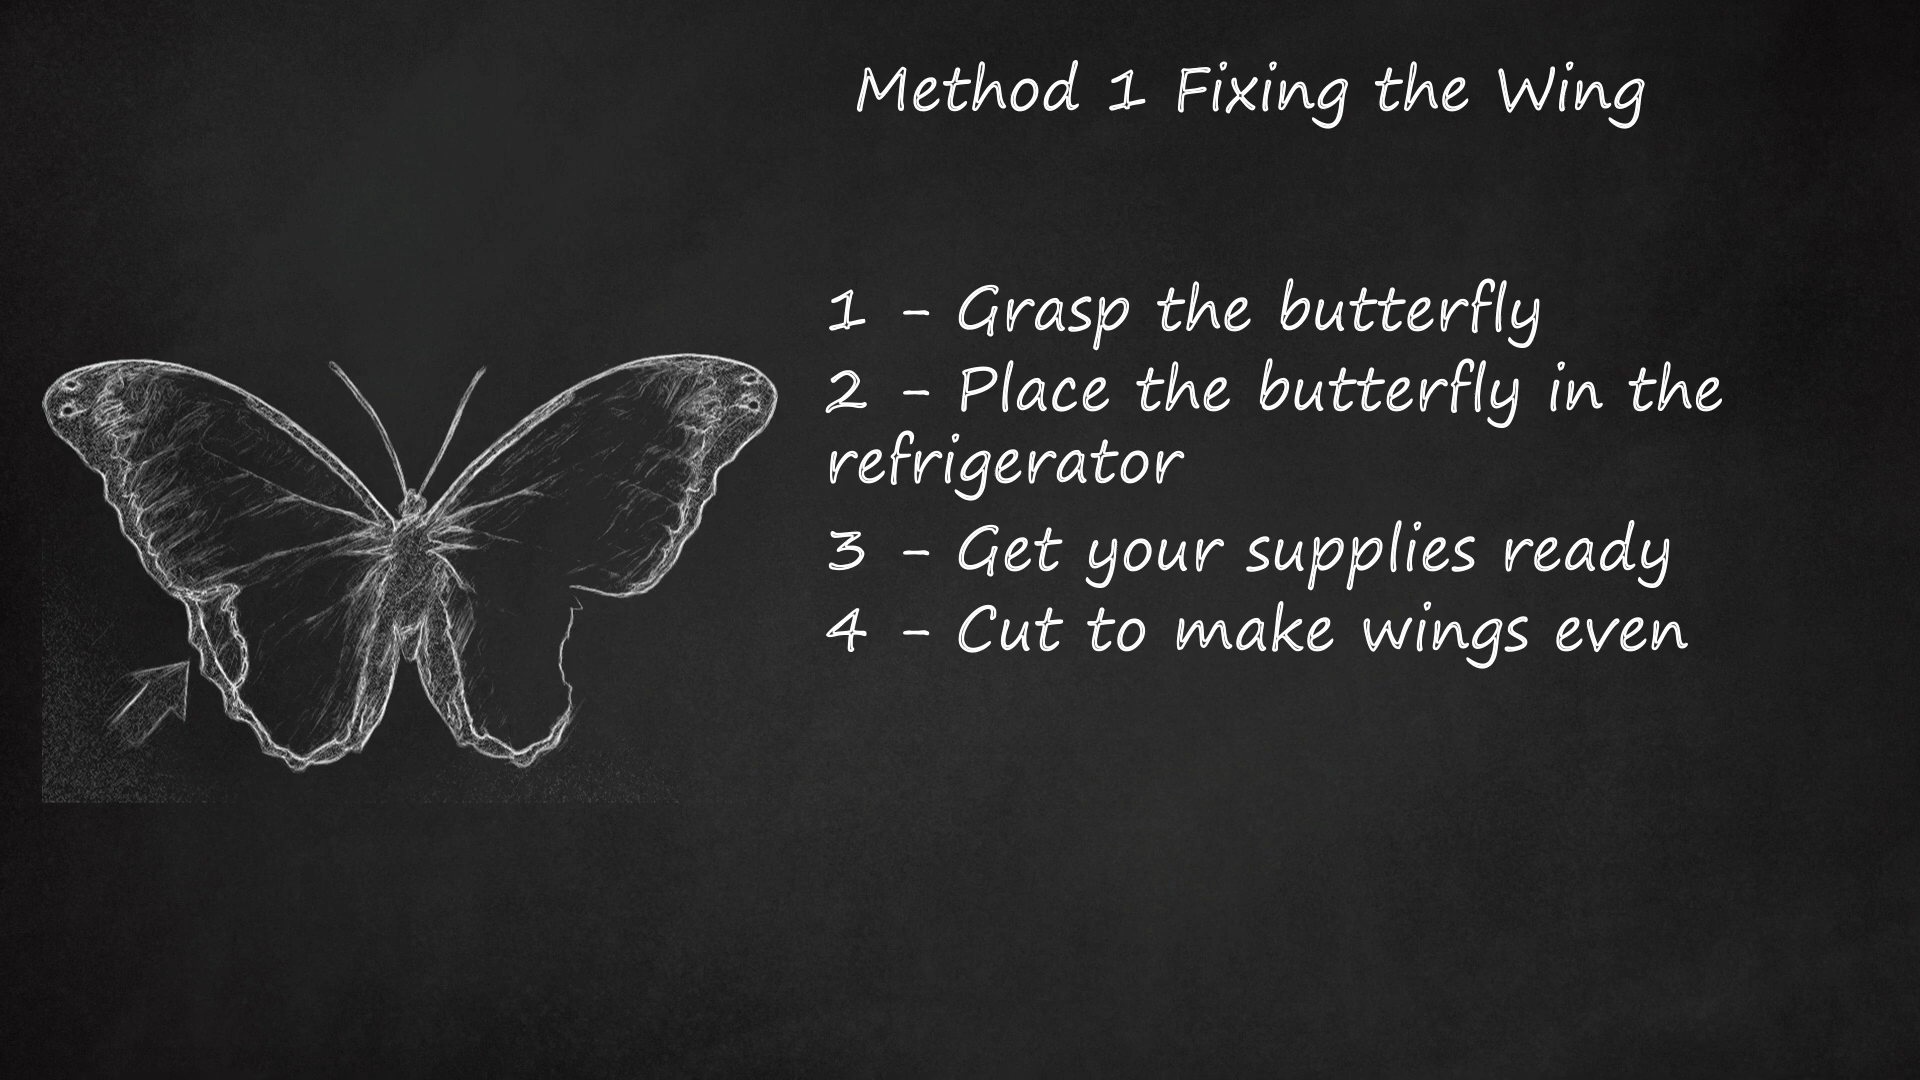 Method 1 Fixing the Wing
1 - Grasp the butterfly
2 - Place the butterfly in the
refrigerator
3 - Get your supplies ready
4 - Cut to make wings even